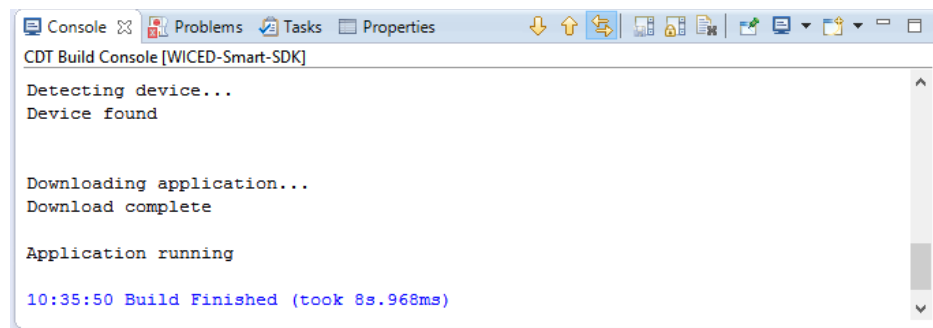 Console Problems Tasks Properties
CDT Build Console [WICED-Smart-SDK]
Detecting device...
Device found
Downloading application...
Download complete
Application running
10:35:50 Build Finished (took 8s.968ms)